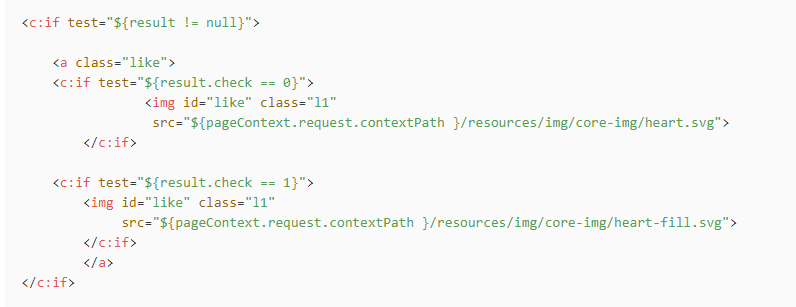 <c:if test="${result != null}">
<a class="like">
<c:if test="${result.check == 0}">
<img id="like" class="l1"
src="${pageContext.request.contextPath }/resources/img/core-img/heart.svg">
</c:if>
<c:if test="${result.check == 1}">
<img id="like" class="l1"
src="${pageContext.request.contextPath }/resources/img/core-img/heart-fill.svg">
</c:if>
</a>
</c:if>